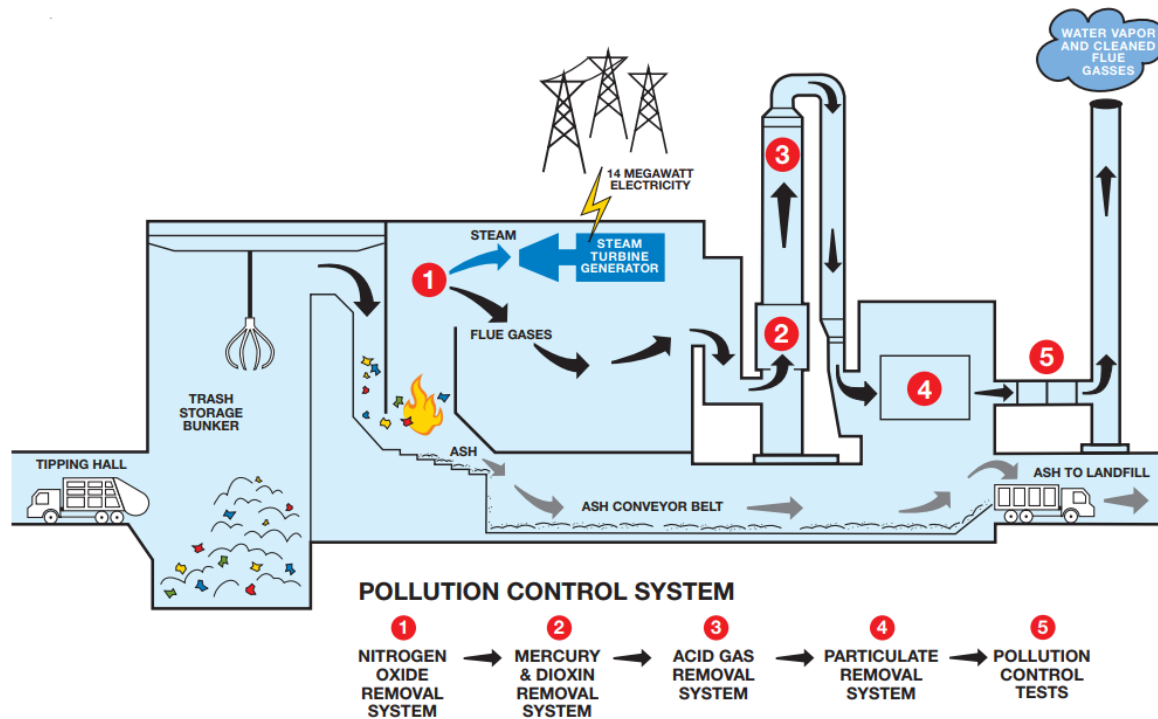 WATER VAPOR
AND CLEANED
FLUE
GASSES
3
14 MEGAWATT
ELECTRICITY
STEAM
STEAM
TURBINE
GENERATOR
1
FLUE GASES
2
5
4
TRASH
STORAGE
BUNKER
ASH
TIPPING HALL
ASH TO LANDFILL
ASH CONVEYOR BELT
POLLUTION CONTROL SYSTEM
1
NITROGEN
OXIDE
REMOVAL
SYSTEM
2
MERCURY
& DIOXIN
REMOVAL
SYSTEM
3
ACID GAS
REMOVAL
SYSTEM
4
PARTICULATE
REMOVAL
SYSTEM
5
POLLUTION
CONTROL
TESTS